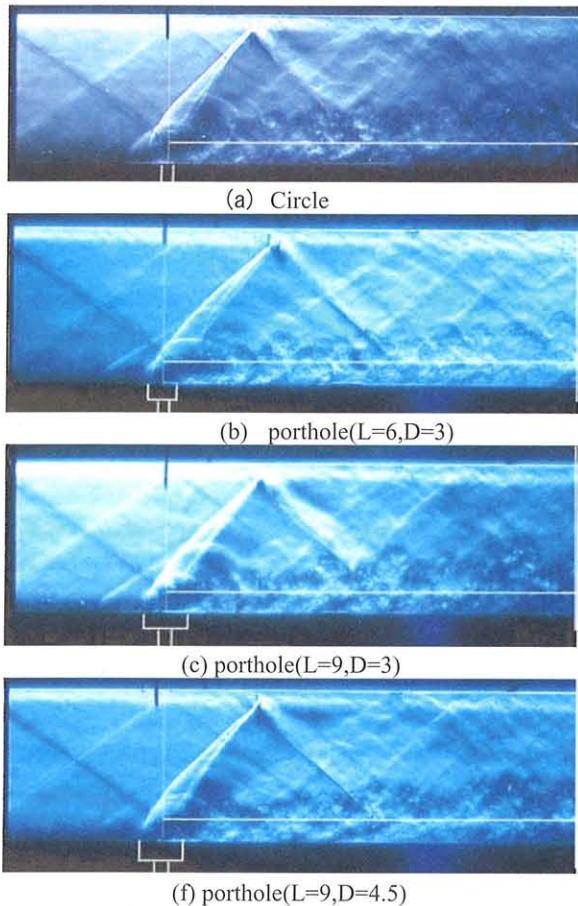 (a) Circle
(b) porthole(L=6,D=3)
(c) porthole(L=9,D=3)
(f) porthole(L=9,D=4.5)